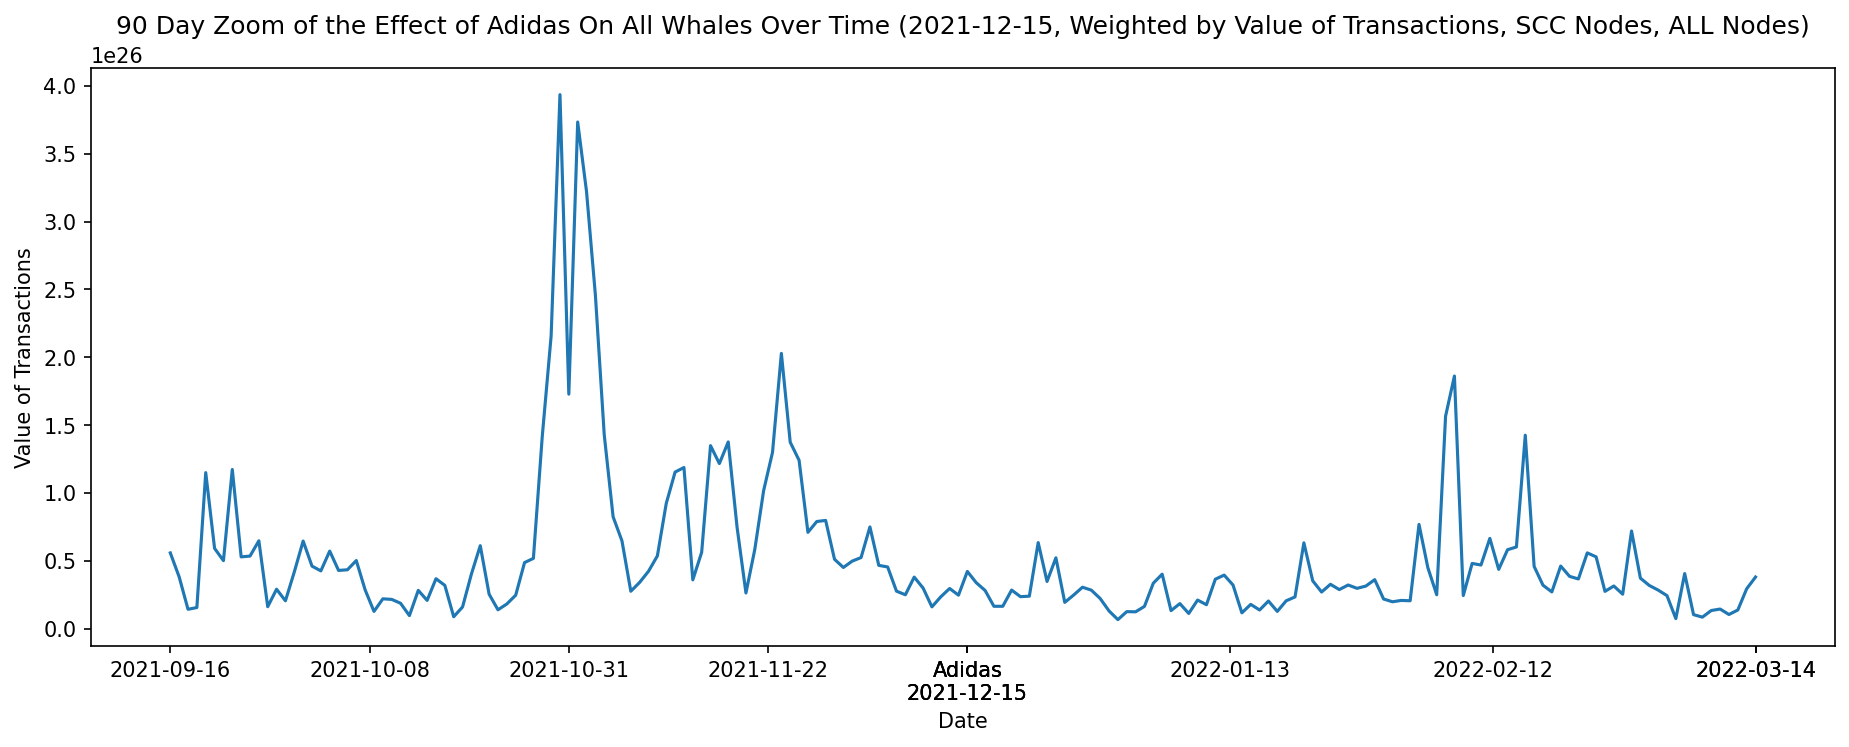 90 Day Zoom of the Effect of Adidas On All Whales Over Time (2021-12-15, Weighted by Value of Transactions, SCC Nodes, ALL Nodes)
1e26
4.0
3.5
3.0
2.5
2.0
1.5
1.0
0.5
0.0
Value of Transactions
2021-09-16 2021-10-08 2021-10-31 2021-11-22 Adidas 2022-01-13 2022-02-12 2022-03-14
2021-12-15
Date